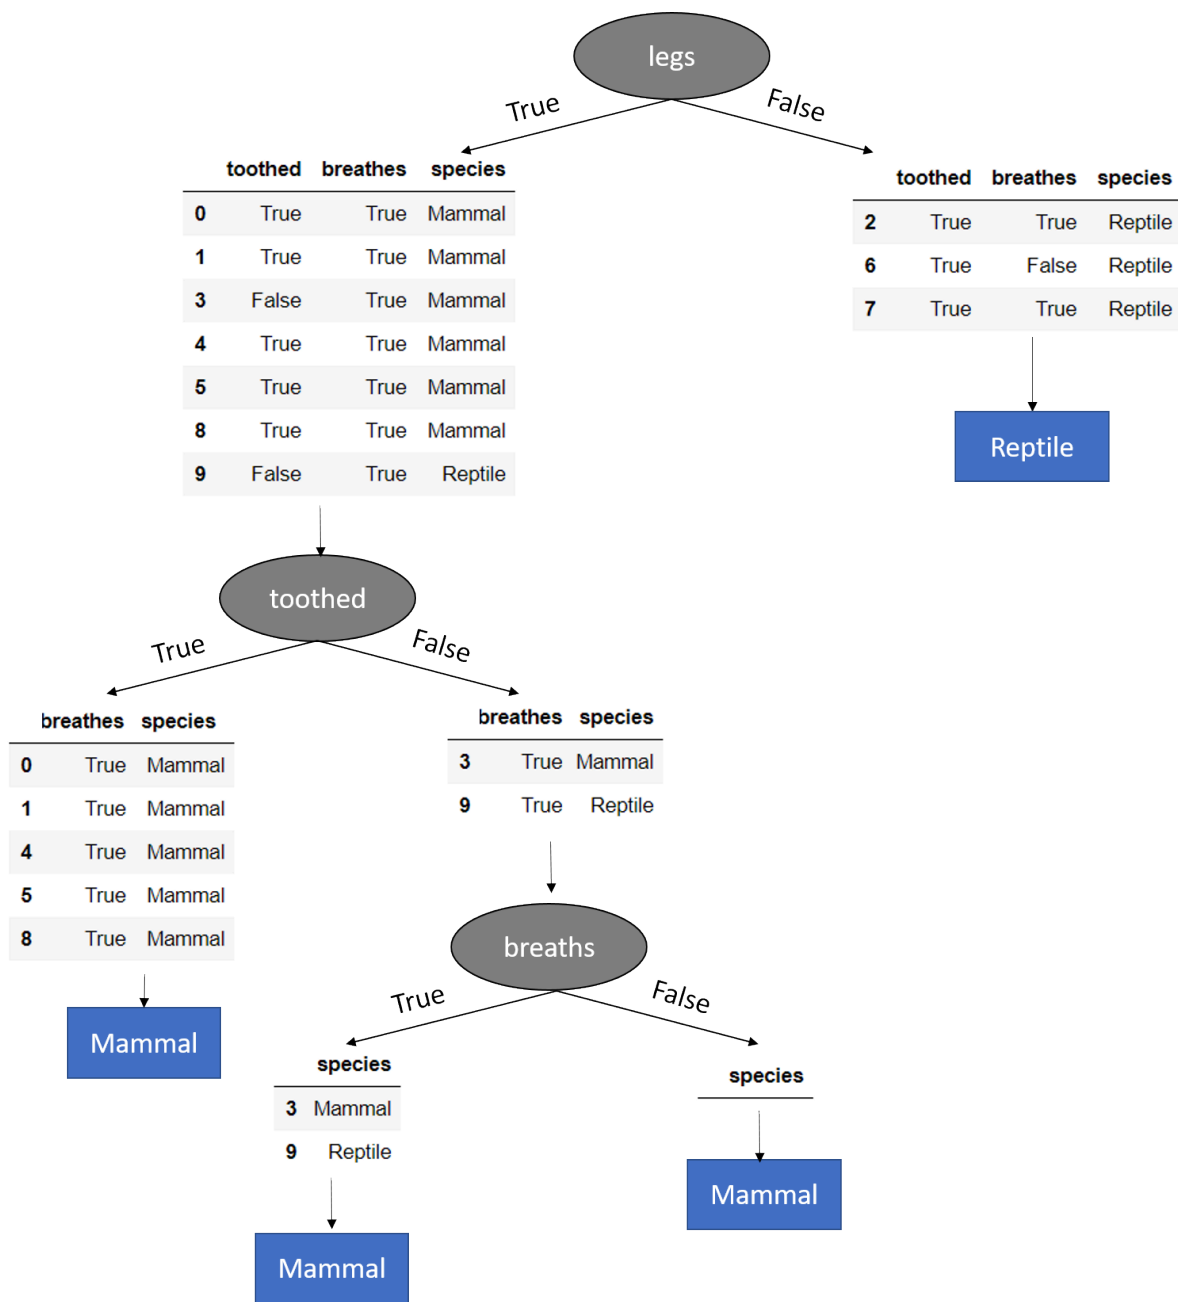 legs
True
False
toothed breathes species
0 True True Mammal
1 True True Mammal
3 False True Mammal
4 True True Mammal
5 True True Mammal
8 True True Mammal
9 False True Reptile
toothed breathes species
2 True True Reptile
6 True False Reptile
7 True True Reptile
Reptile
toothed
True
False
breathes species
0 True Mammal
1 True Mammal
4 True Mammal
5 True Mammal
8 True Mammal
Mammal
breathes species
3 True Mammal
9 True Reptile
breaths
True
False
species
3 Mammal
9 Reptile
Mammal
species
Mammal